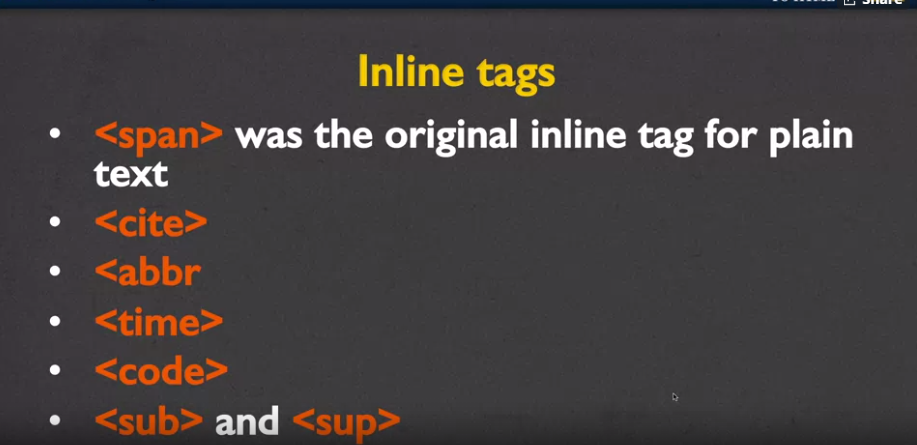 Share
Inline tags
• <span> was the original inline tag for plain
text
• <cite>
• <abbr
• <time>
• <code>
• <sub> and <sup>